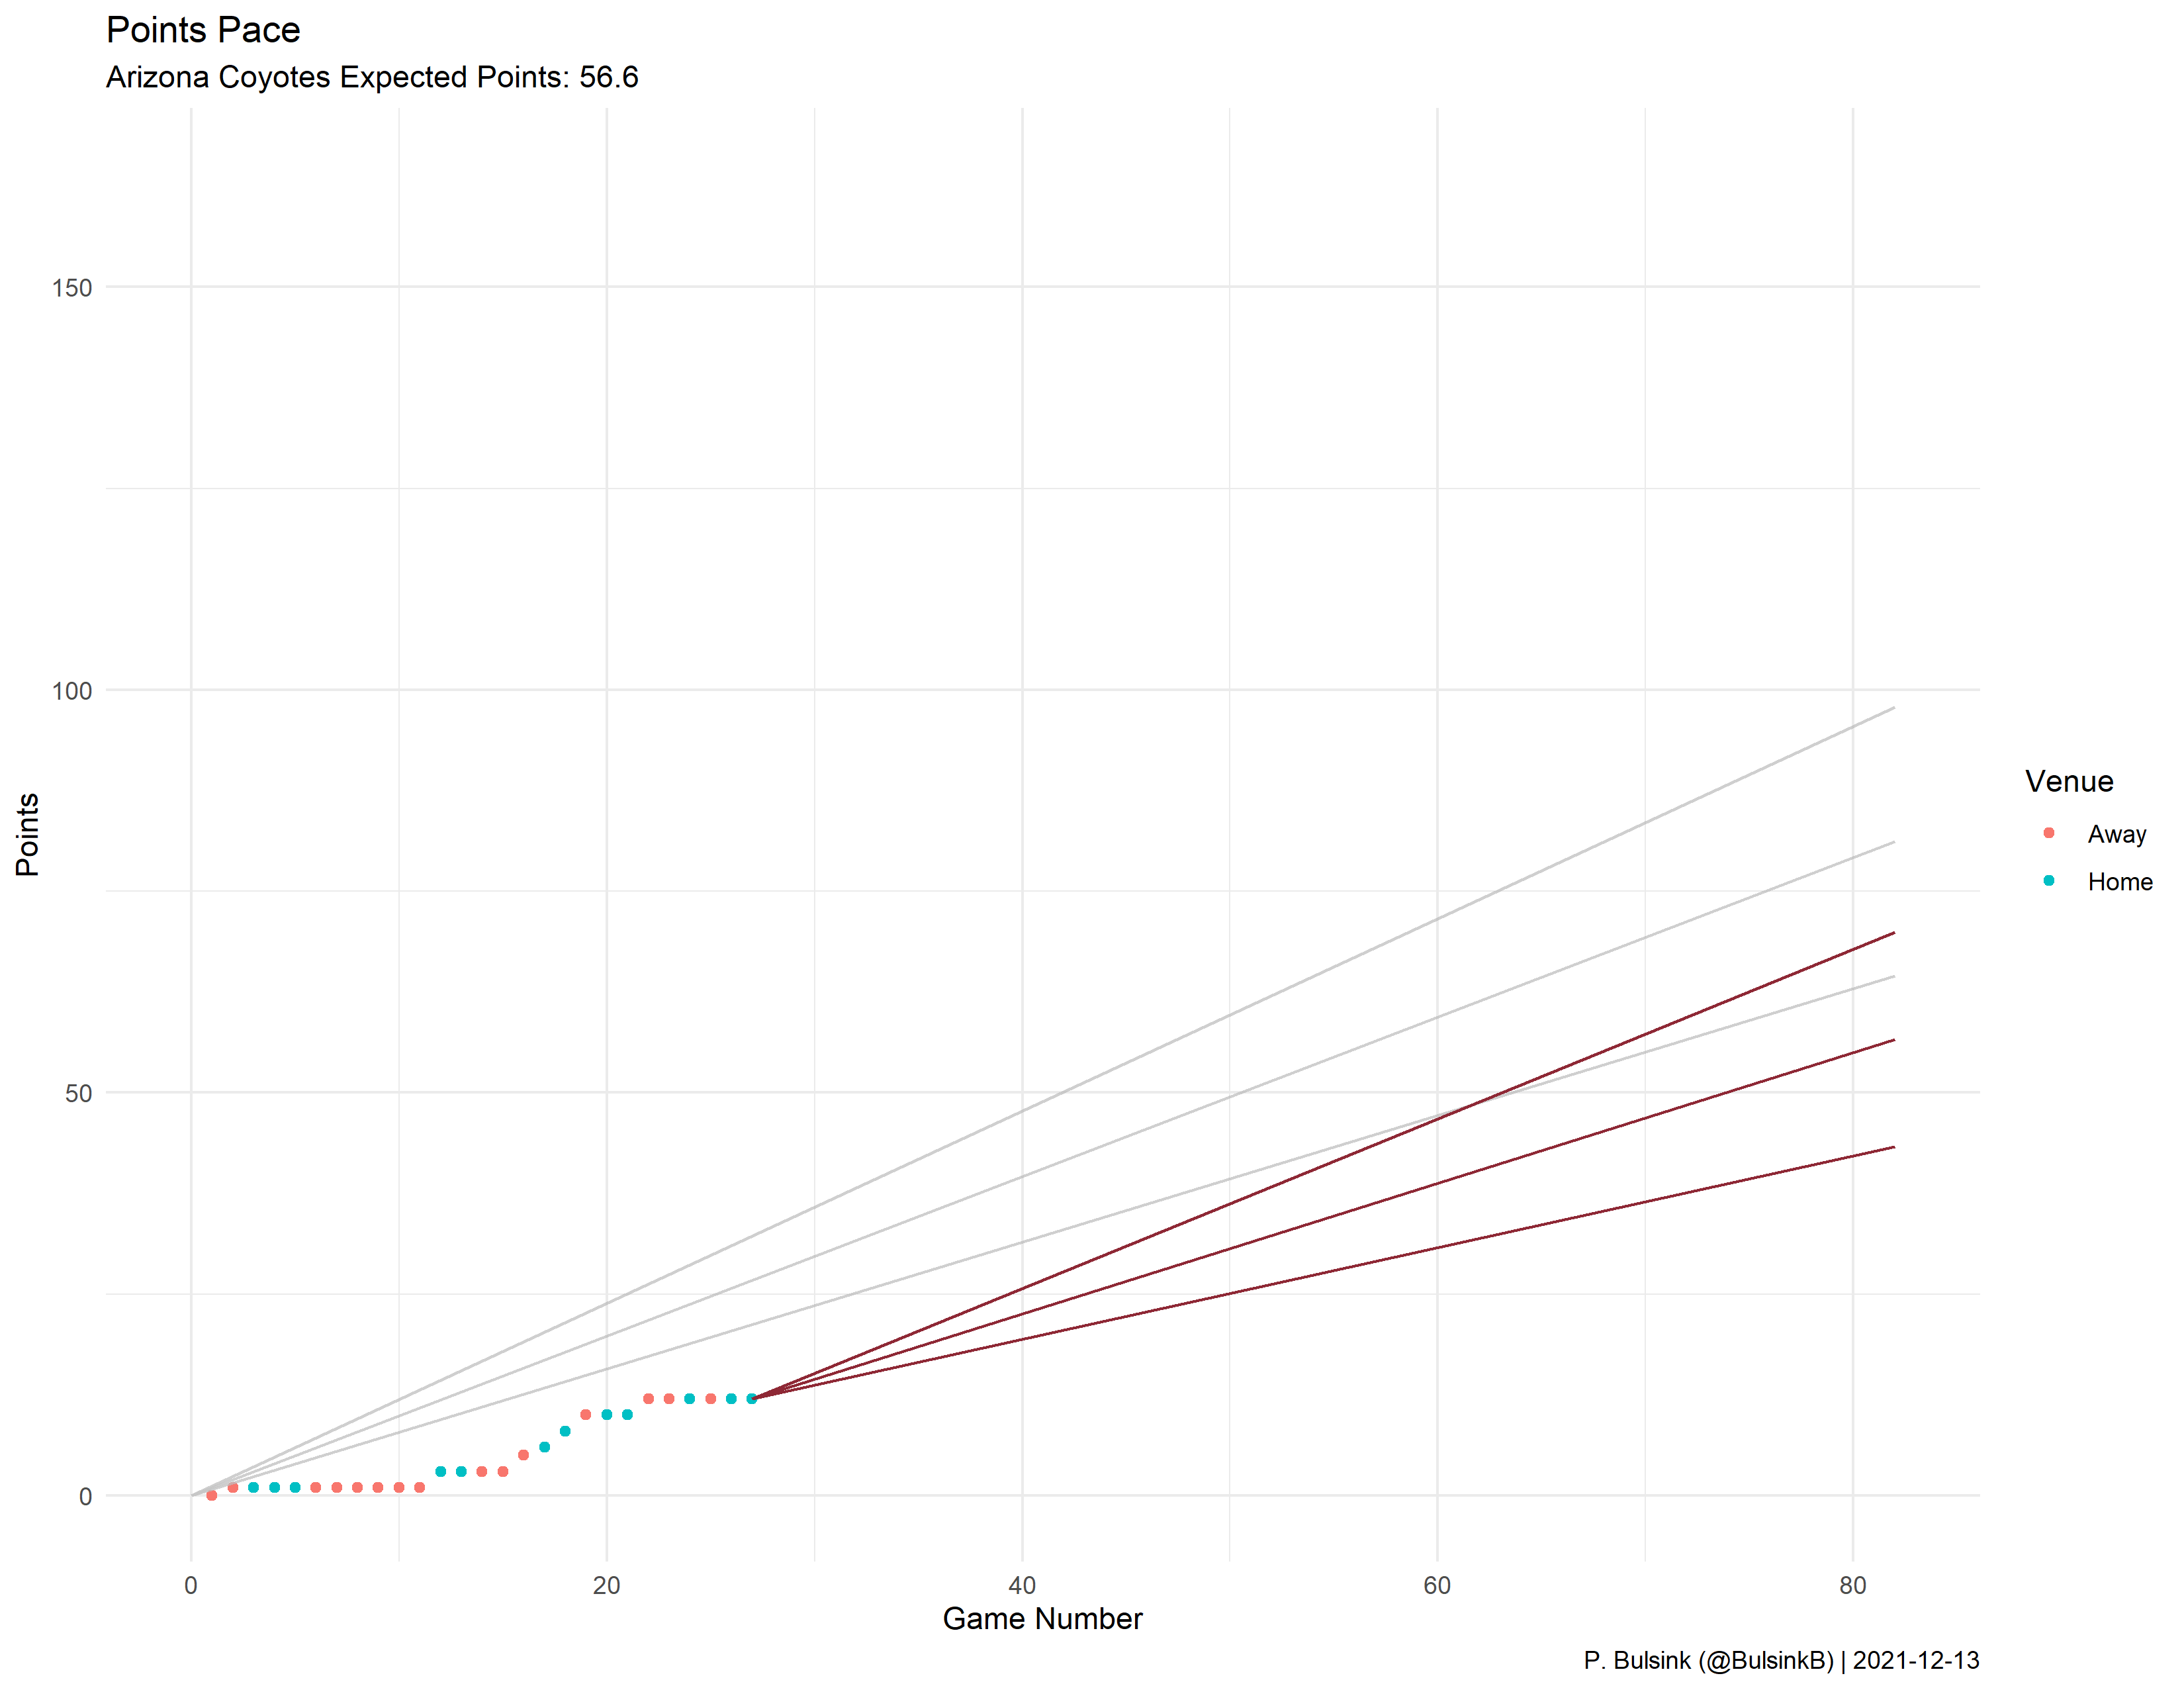 Points Pace
Arizona Coyotes Expected Points: 56.6
150
100
50
0
Points
0 20 40 60 80
Game Number
Venue
Away
Home
P. Bulsink (@BulsinkB) | 2021-12-13